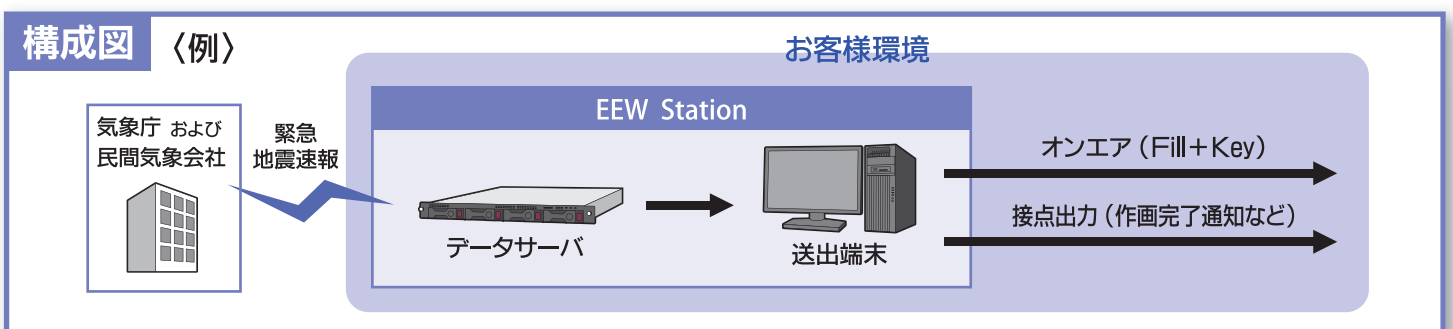 構成図 〈例〉
お客様環境
EEW Station
気象庁 および
民間気象会社
緊急
地震速報
データサーバ
送出端末
オンエア（Fill＋Key）
接点出力（作画完了通知など）